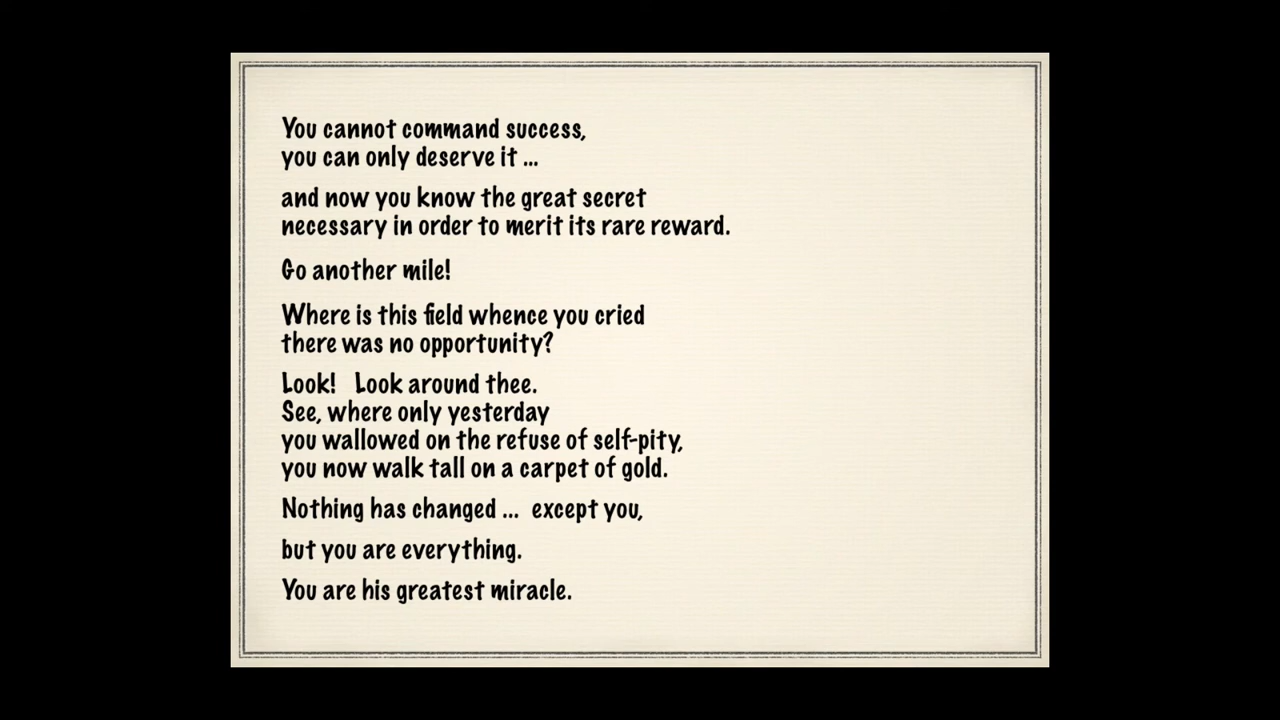 You cannot command success,
you can only deserve it ...
and now you know the great secret
necessary in order to merit its rare reward.
Go another mile!
Where is this field whence you cried
there was no opportunity?
Look!   Look around thee.
See, where only yesterday
you wallowed on the refuse of self-pity,
you now walk tall on a carpet of gold.
Nothing has changed ...  except you,
but you are everything.
You are his greatest miracle.